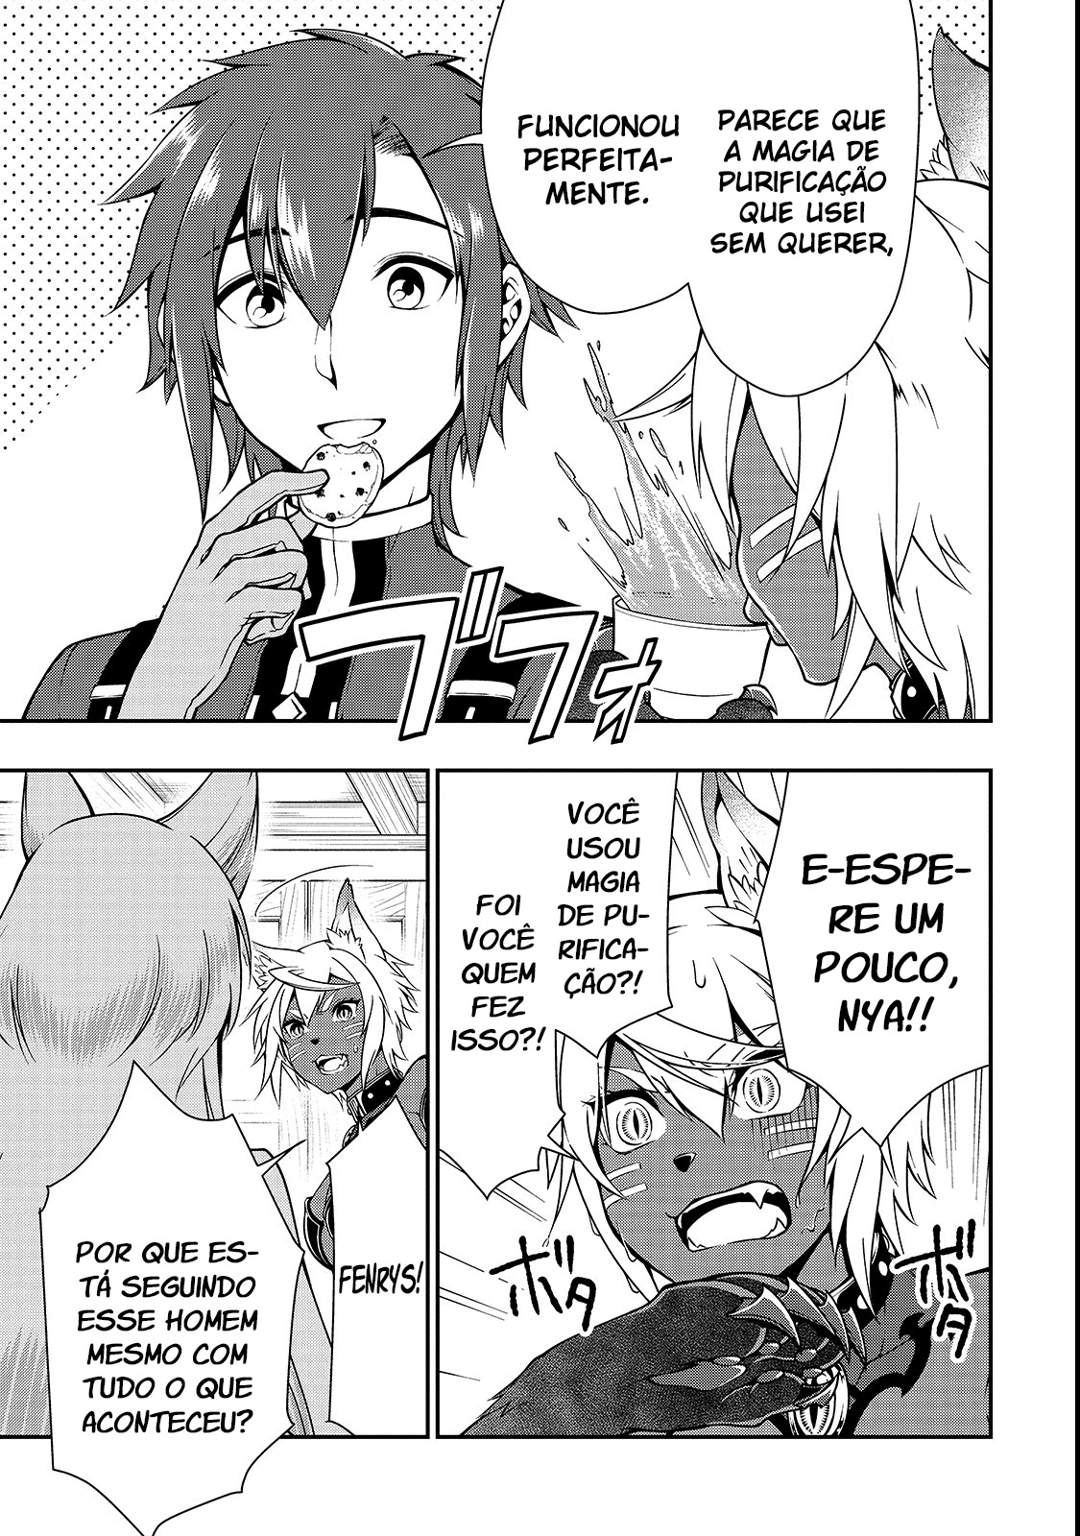 PARECE QUE
A MAGIA DE
PURIFICAÇÃO
QUE USEI
SEM QUERER,
FUNCIONOU
PERFEITA-
MENTE.
ブフォ
E-ESPE-
RE UM
POUCO,
NYA!!
VOCÊ
USOU
MAGIA
DE PU-
RIFICA-
ÇÃO?!
FOI
VOCÊ
QUEM
FEZ
ISSO?!
ボタ
ボタ
FENRYS!
POR QUE ES-
TÁ SEGUINDO
ESSE HOMEM
MESMO COM
TUDO O QUE
ACONTECEU?